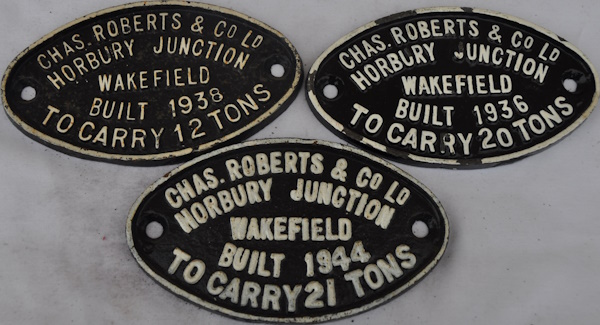 CHAS. ROBERTS & CO LD
HORBURY JUNCTION
WAKEFIELD
BUILT 1938
TO CARRY 12 TONS
CHAS. ROBERTS & CO LD
HORBURY JUNCTION
WAKEFIELD
BUILT 1936
TO CARRY 20 TONS
CHAS. ROBERTS & CO LD
HORBURY JUNCTION
WAKEFIELD
BUILT 1944
TO CARRY 21 TONS